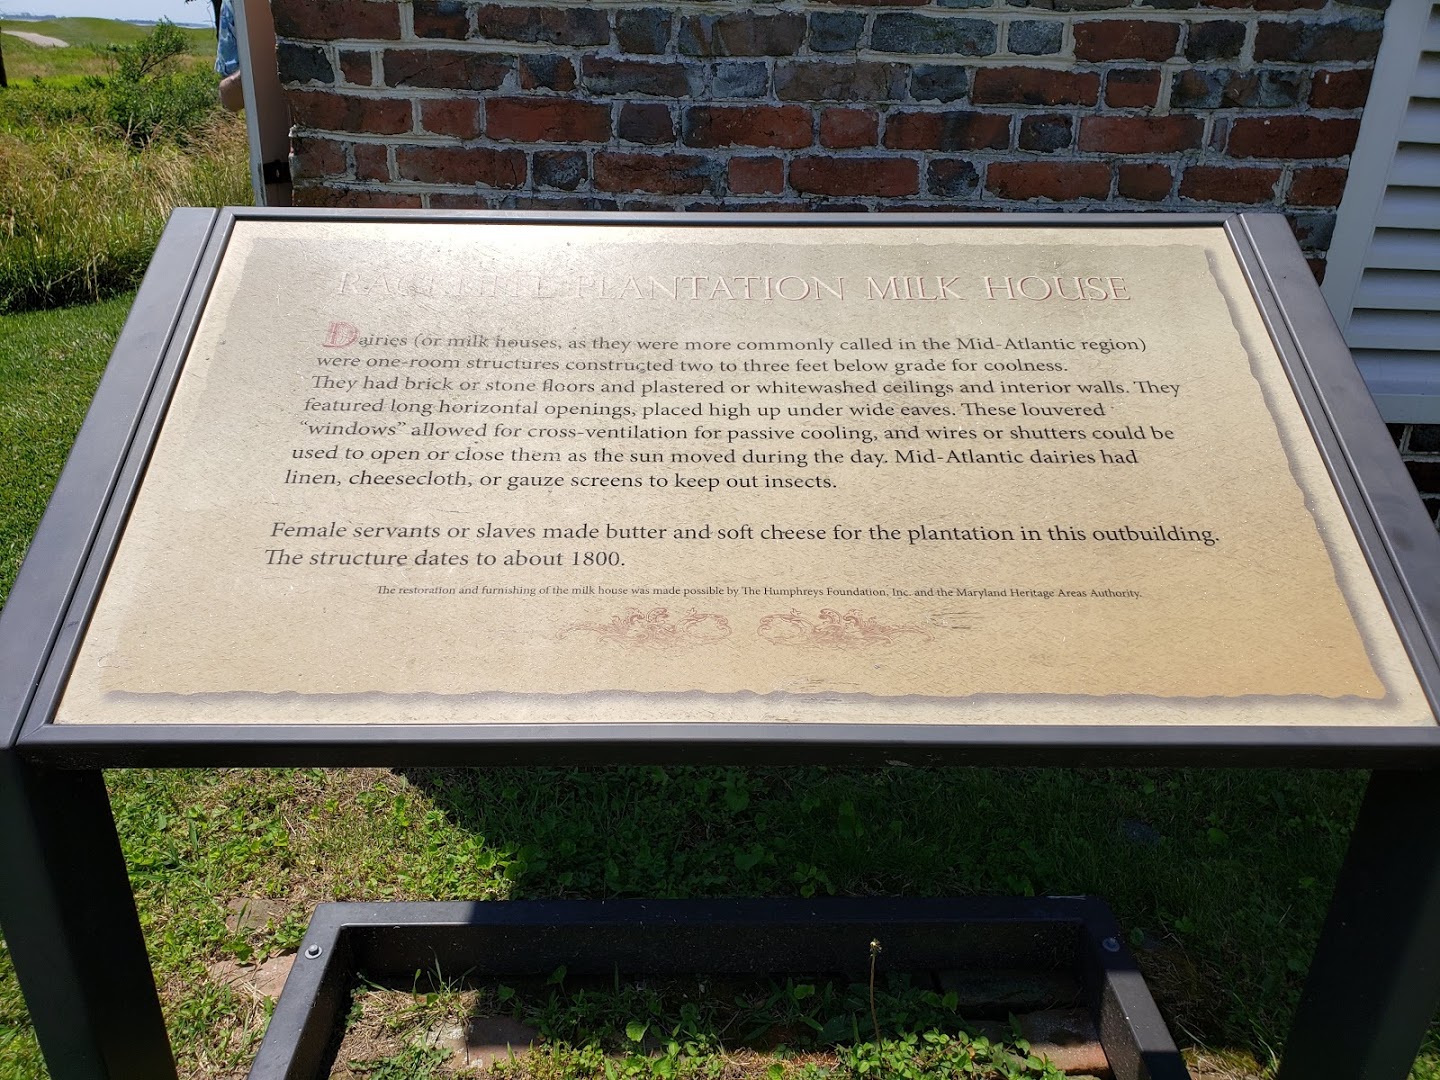 PLANTATION MILK HOUSE
Dairies (or milk houses, as they were more commonly called in the Mid-Atlantic region)
were one-room structures constructed two to three feet below grade for coolness.
They had brick or stone floors and plastered or whitewashed ceilings and interior walls. They
featured long horizontal openings, placed high up under wide eaves. These louvered
“windows” allowed for cross-ventilation for passive cooling, and wires or shutters could be
used to open or close them as the sun moved during the day. Mid-Atlantic dairies had
linen, cheesecloth, or gauze screens to keep out insects.
Female servants or slaves made butter and soft cheese for the plantation in this outbuilding.
The structure dates to about 1800.
The restoration and furnishing of the milk house was made possible by The Humphreys Foundation, Inc. and the Maryland Heritage Areas Authority.